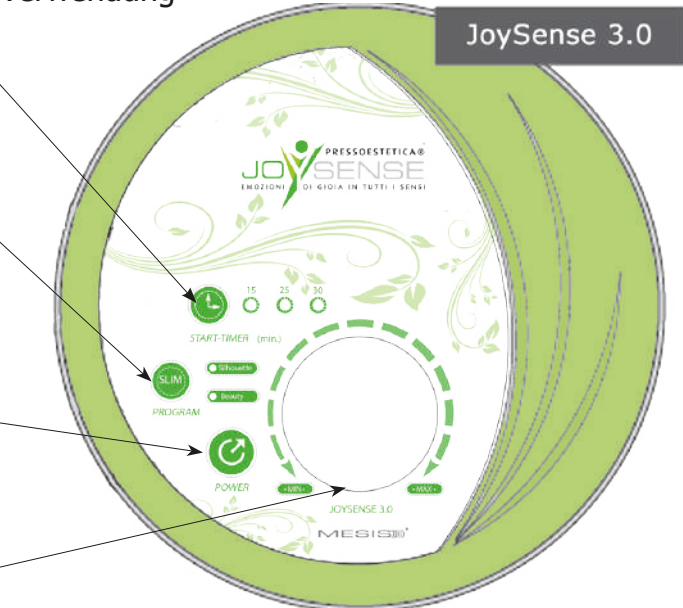 Verwendung
JoySense 3.0
PRESSOESTETICA®
JOYSENSE
EMOZIONI DI GIOIA IN TUTTI I SENSI
15 25 30
START-TIMER (min.)
Silhouette
SLIM
Beauty
PROGRAM
POWER
-MIN-
-MAX-
JOYSENSE 3.0
MESIS